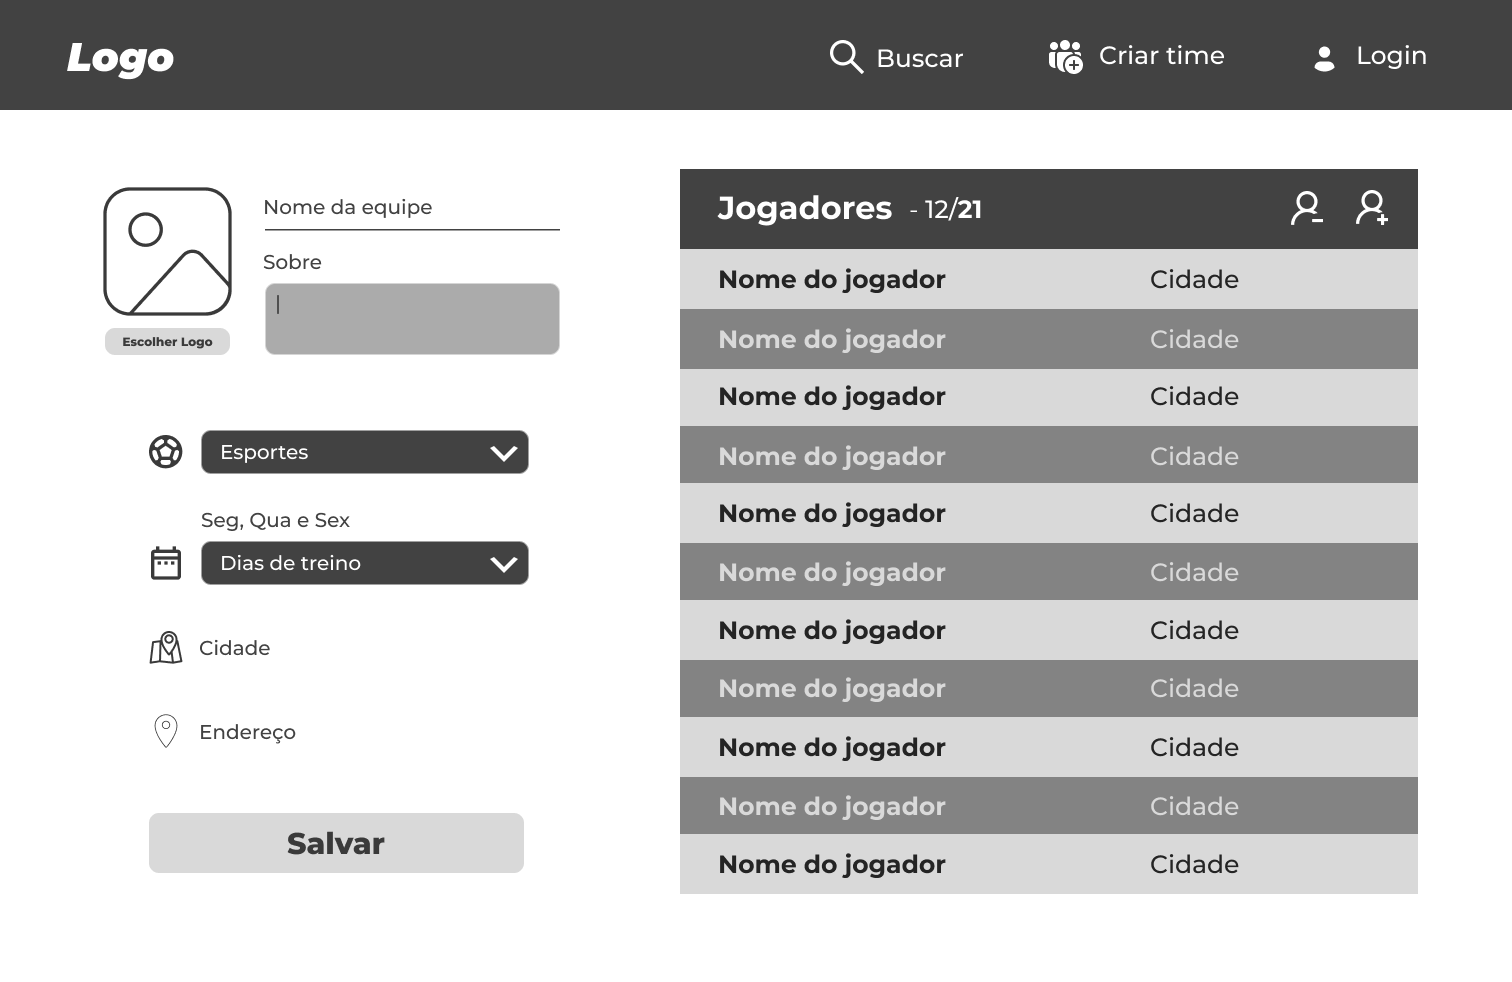 Logo
Buscar
Criar time
Login
Nome da equipe
Sobre
Escolher Logo
Esportes
Seg, Qua e Sex
Dias de treino
Cidade
Endereço
Salvar
Jogadores - 12/21
Nome do jogador Cidade
Nome do jogador Cidade
Nome do jogador Cidade
Nome do jogador Cidade
Nome do jogador Cidade
Nome do jogador Cidade
Nome do jogador Cidade
Nome do jogador Cidade
Nome do jogador Cidade
Nome do jogador Cidade
Nome do jogador Cidade